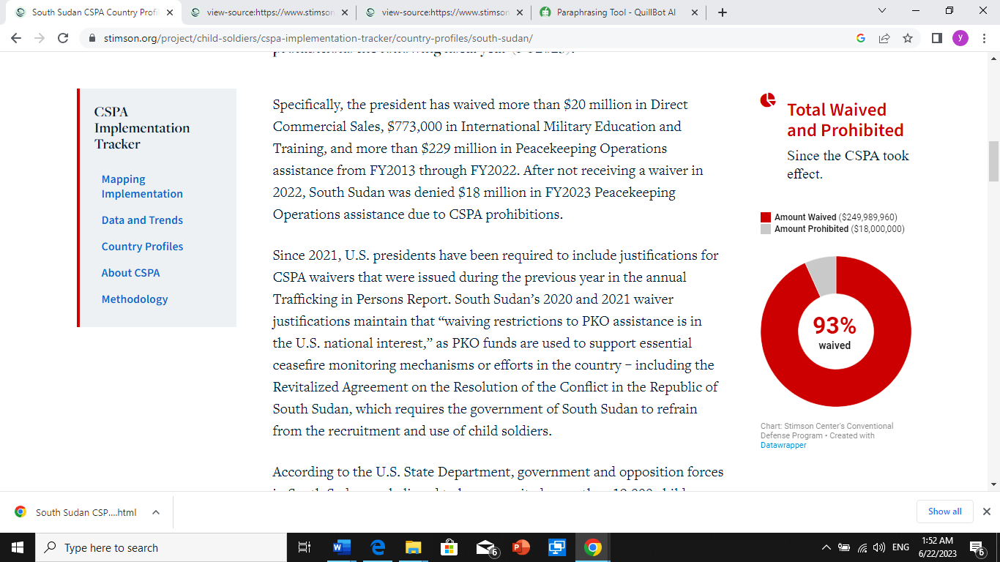 South Sudan CSPA Country Profil
view-source:https://www.stimson
view-source:https://www.stimson
Paraphrasing Tool - QuillBot AI
stimson.org/project/child-soldiers/cspa-implementation-tracker/country-profiles/south-sudan/
y
CSPA
Implementation
Tracker
Mapping
Implementation
Data and Trends
Country Profiles
About CSPA
Methodology
Specifically, the president has waived more than $20 million in Direct
Commercial Sales, $773,000 in International Military Education and
Training, and more than $229 million in Peacekeeping Operations
assistance from FY2013 through FY2022. After not receiving a waiver in
2022, South Sudan was denied $18 million in FY2023 Peacekeeping
Operations assistance due to CSPA prohibitions.
Since 2021, U.S. presidents have been required to include justifications for
CSPA waivers that were issued during the previous year in the annual
Trafficking in Persons Report. South Sudan’s 2020 and 2021 waiver
justifications maintain that “waiving restrictions to PKO assistance is in
the U.S. national interest,” as PKO funds are used to support essential
ceasefire monitoring mechanisms or efforts in the country – including the
Revitalized Agreement on the Resolution of the Conflict in the Republic of
South Sudan, which requires the government of South Sudan to refrain
from the recruitment and use of child soldiers.
According to the U.S. State Department, government and opposition forces
Total Waived
and Prohibited
Since the CSPA took
effect.
Amount Waived ($249,989,960)
Amount Prohibited ($18,000,000)
93%
waived
Chart: Stimson Center's Conventional
Defense Program • Created with
Datawrapper
South Sudan CSP....html
Show all
Type here to search
6
ENG
1:52 AM
6/22/2023
6